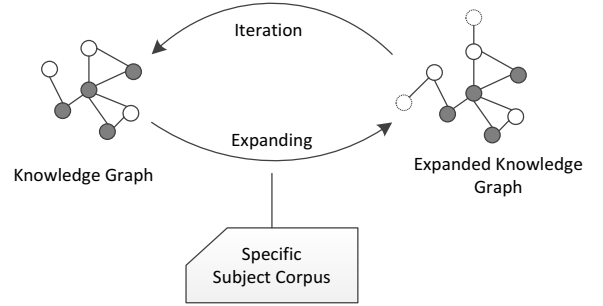 Iteration
Expanding
Knowledge Graph
Expanded Knowledge
Graph
Specific
Subject Corpus